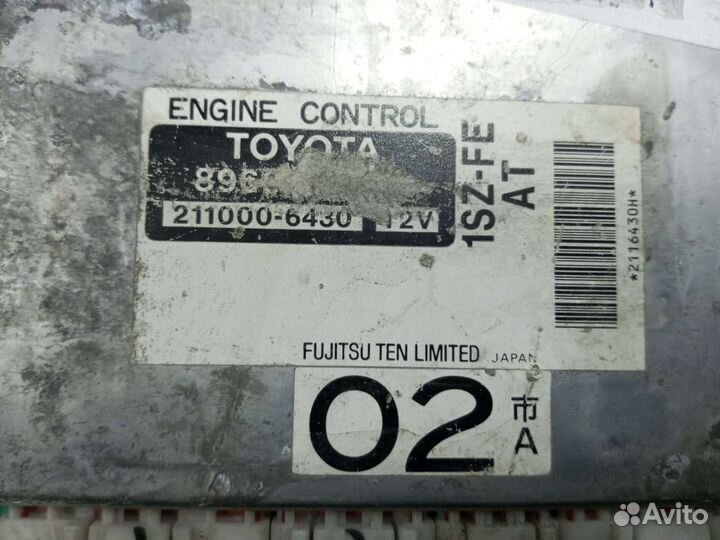 ENGINE CONTROL
TOYOTA
211000-6430 12V
1SZ-FE
AT
*2116430H*
FUJITSU TEN LIMITED JAPAN
02
市
A
Avito